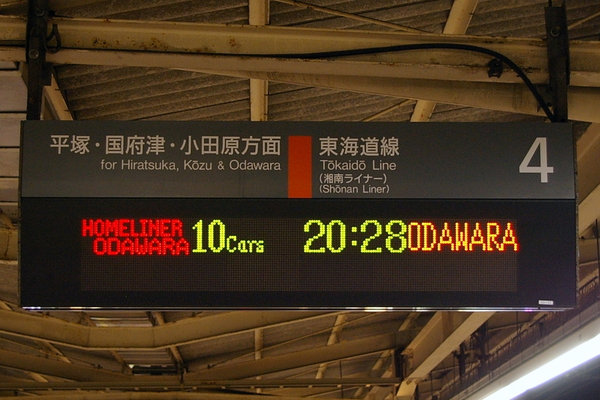 平塚・国府津・小田原方面
for Hiratsuka, Kōzu & Odawara
東海道線
Tōkaidō Line
(湘南ライナー)
(Shōnan Liner)
4
HOMELINER
ODAWARA 10Cars 20:28 ODAWARA